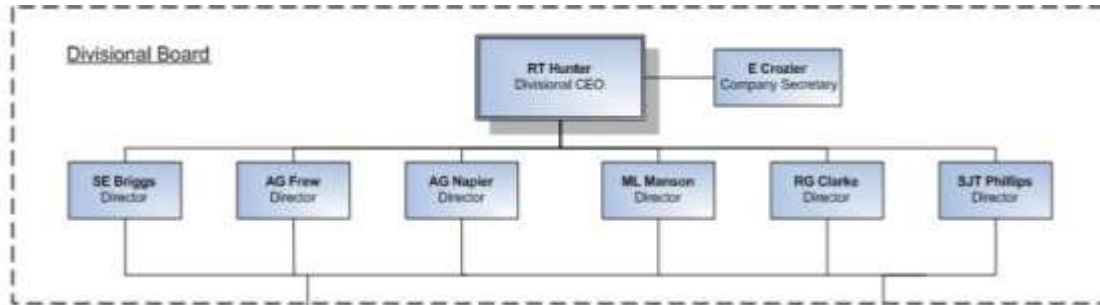 Divisional Board
RT Hunter
Divisional CEO
E Crozier
Company Secretary
SE Briggs
Director
AG Frew
Director
AG Napier
Director
ML Manson
Director
RG Clarke
Director
SJT Phillips
Director